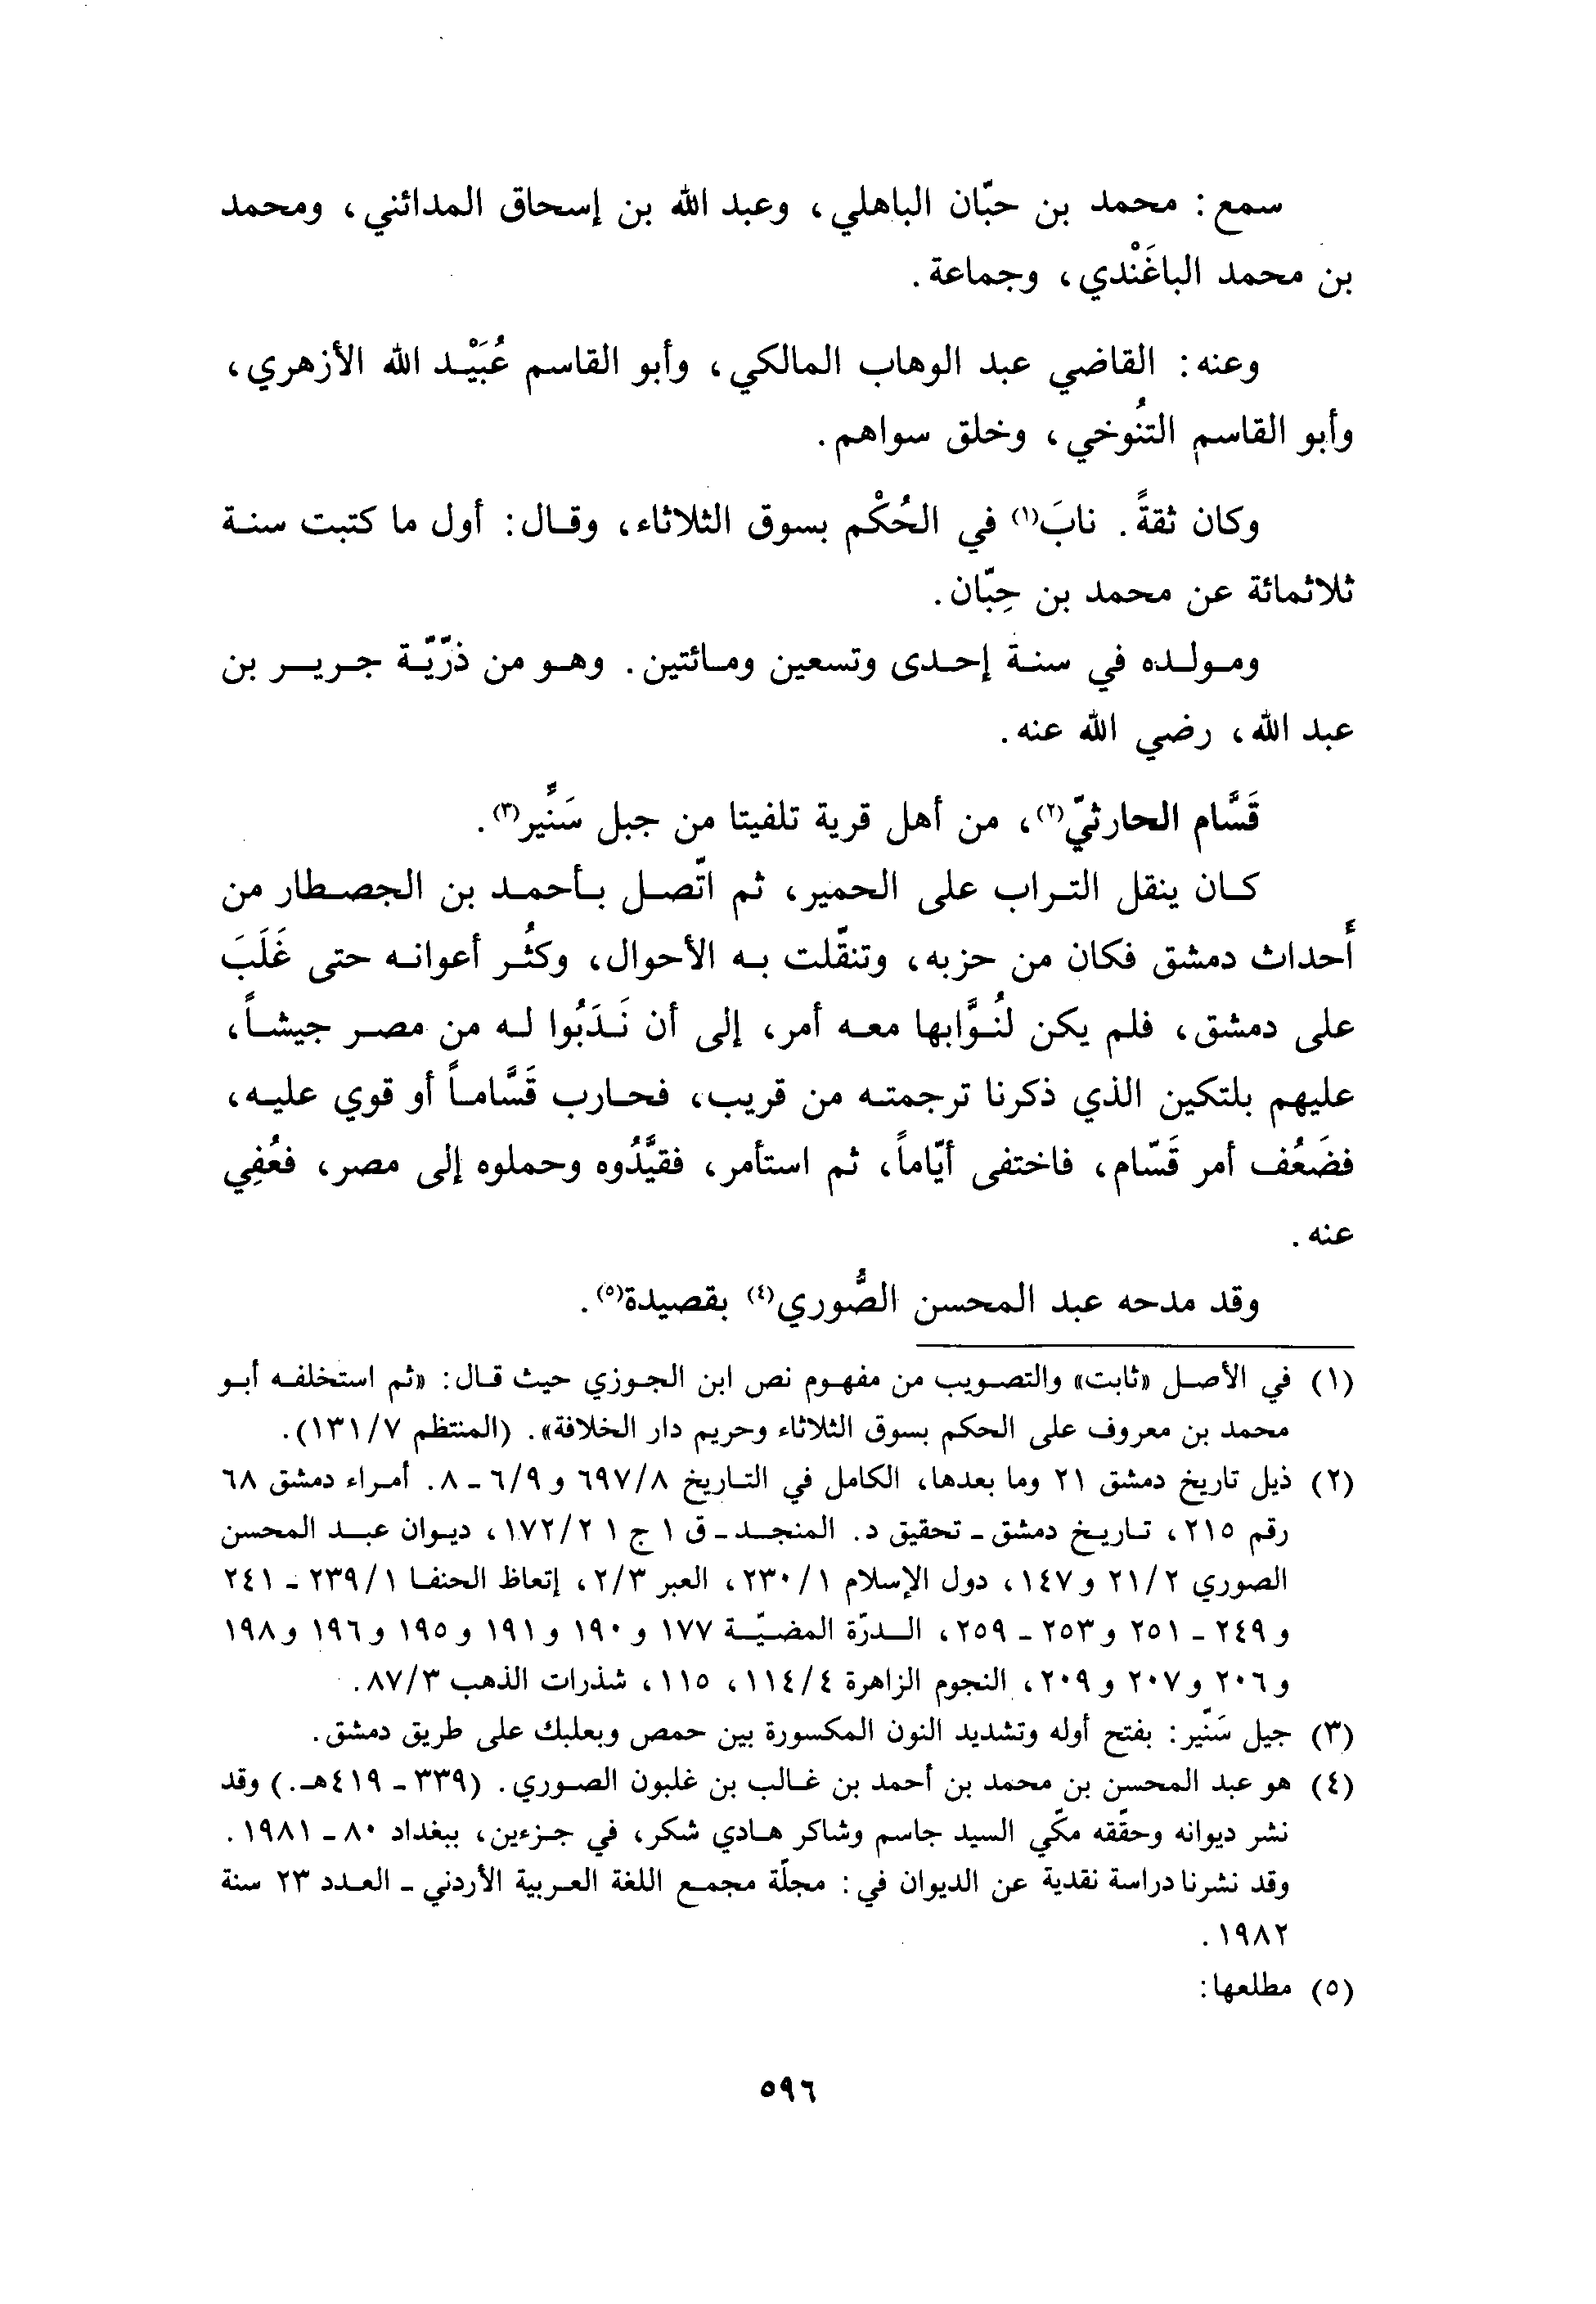 سمع: محمد بن حبّان الباهلي، وعبد الله بن إسحاق المدائني، ومحمد
بن محمد الباغَنْدي، وجماعة.
وعنه: القاضي عبد الوهاب المالكي، وأبو القاسم عُبَيْد الله الأزهري،
وأبو القاسم التنُوخي، وخلق سواهم.
وكان ثقةً. نابَ(١) في الحُكْم بسوق الثلاثاء، وقال: أول ما كتبت سنة
ثلاثمائة عن محمد بن حِبّان.
ومولده في سنة إحدى وتسعين ومائتين. وهو من ذرّيّة جرير بن
عبد الله، رضي الله عنه.
قَسَّام الحارثيّ(٢)، من أهل قرية تلفيتا من جبل سَنِّير(٣).
كان ينقل التراب على الحمير، ثم اتّصل بأحمد بن الجصطار من
أحداث دمشق فكان من حزبه، وتنقّلت به الأحوال، وكثُر أعوانه حتى غَلَبَ
على دمشق، فلم يكن لنُوَّابها معه أمر، إلى أن نَدَبُوا له من مصر جيشاً،
عليهم بلتكين الذي ذكرنا ترجمته من قريب، فحارب قَسَّاماً أو قوي عليه،
فضَعُف أمر قَسّام، فاختفى أيّاماً، ثم استأمر، فقيَّدُوه وحملوه إلى مصر، فعُفِي
عنه.
وقد مدحه عبد المحسن الصُّوري(٤) بقصيدة(٥).
(١) في الأصل «ثابت» والتصويب من مفهوم نص ابن الجوزي حيث قال: «ثم استخلفه أبو
محمد بن معروف على الحكم بسوق الثلاثاء وحريم دار الخلافة». (المنتظم ١٣١/٧).
(٢) ذيل تاريخ دمشق ٢١ وما بعدها، الكامل في التاريخ ٦٩٧/٨ و ٦/٩ ـ ٨. أمراء دمشق ٦٨
رقم ٢١٥، تاريخ دمشق ـ تحقيق د. المنجد ـ ق ١ ج ١ ١٧٢/٢، ديوان عبد المحسن
الصوري ٢١/٢ و١٤٧، دول الإسلام ٢٣٠/١، العبر ٢/٣، إتعاظ الحنفا ٢٣٩/١ ـ ٢٤١
و ٢٤٩ ـ ٢٥١ و٢٥٣ ـ ٢٥٩، الدرّة المضيّة ١٧٧ و ١٩٠ و ١٩١ و ١٩٥ و ١٩٦ و ١٩٨
و ٢٠٦ و ٢٠٧ و ٢٠٩، النجوم الزاهرة ١١٤/٤، ١١٥، شذرات الذهب ٨٧/٣.
(٣) جيل سَنّير: بفتح أوله وتشديد النون المكسورة بين حمص وبعلبك على طريق دمشق.
(٤) هو عبد المحسن بن محمد بن أحمد بن غالب بن غلبون الصوري. (٣٣٩ ـ ٤١٩هـ.) وقد
نشر ديوانه وحقّقه مكّي السيد جاسم وشاكر هادي شكر، في جزءين، ببغداد ٨٠ ـ ١٩٨١.
وقد نشرنا دراسة نقدية عن الديوان في: مجلّة مجمع اللغة العربية الأردني ـ العدد ٢٣ سنة
١٩٨٢.
(٥) مطلعها:
٥٩٦